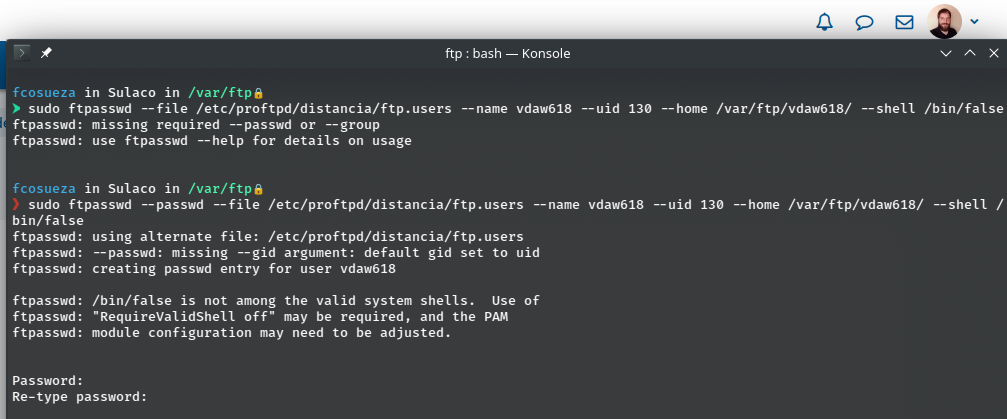 ftp : bash — Konsole
fcosueza in Sulaco in /var/ftp
❯ sudo ftpasswd --file /etc/proftpd/distancia/ftp.users --name vdaw618 --uid 130 --home /var/ftp/vdaw618/ --shell /bin/false
ftpasswd: missing required --passwd or --group
ftpasswd: use ftpasswd --help for details on usage
fcosueza in Sulaco in /var/ftp
❯ sudo ftpasswd --passwd --file /etc/proftpd/distancia/ftp.users --name vdaw618 --uid 130 --home /var/ftp/vdaw618/ --shell /
bin/false
ftpasswd: using alternate file: /etc/proftpd/distancia/ftp.users
ftpasswd: --passwd: missing --gid argument: default gid set to uid
ftpasswd: creating passwd entry for user vdaw618
ftpasswd: /bin/false is not among the valid system shells.  Use of
ftpasswd: "RequireValidShell off" may be required, and the PAM
ftpasswd: module configuration may need to be adjusted.
Password:
Re-type password: